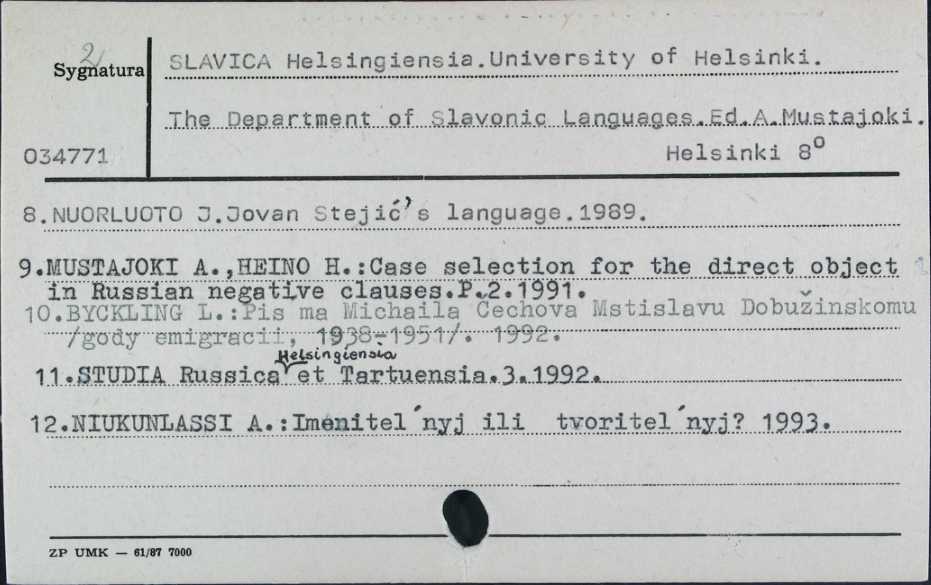 2
Sygnatura
SLAVICA Helsingiensia.University of Helsinki.
The Department of Slavonic Languages.Ed.A.Mustajoki.
034771
Helsinki 8⁰
8.NUORLUOTO J.Jovan Stejić's language.1989.
9.MUSTAJOKI A.,HEINO H.:Case selection for the direct object
in Russian negative clauses.P.2.1991.
10.BYCKLING L.:Pis ma Michaila Čechova Mstislavu Dobužinskomu
/gody emigracii, 1938-1951/. 1992.
Helsingiensia
11.STUDIA Russica et Tartuensia.3.1992.
12.NIUKUNLASSI A.:Imenitel´nyj ili tvoritel´nyj? 1993.
ZP UMK — 61/87 7000